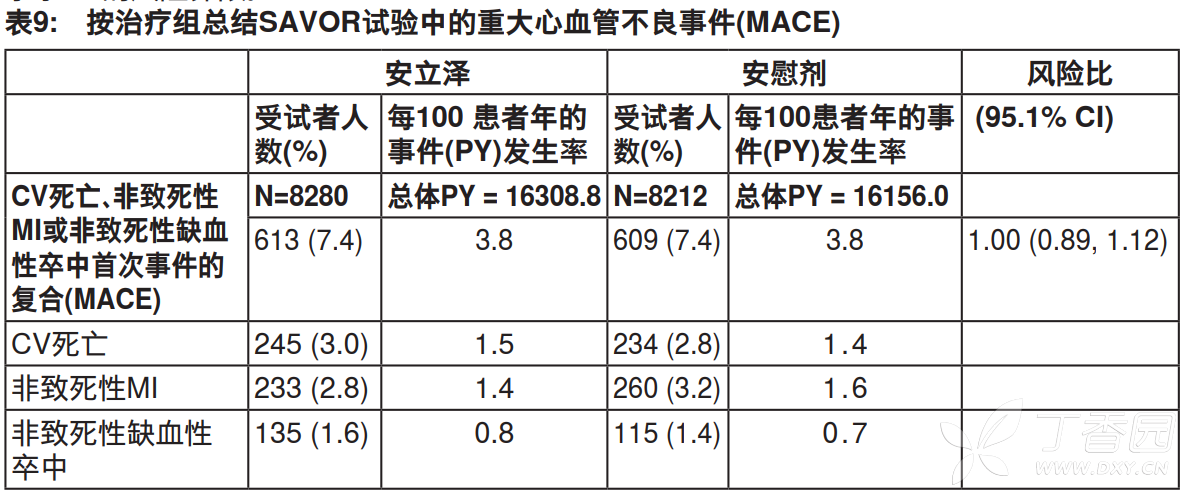 表9: 按治疗组总结SAVOR试验中的重大心血管不良事件(MACE)
安立泽 安慰剂 风险比
受试者人 每100 患者年的 受试者人 每100患者年的事 (95.1% CI)
数(%) 事件(PY)发生率 数(%) 件(PY)发生率
CV死亡、非致死性 N=8280 总体PY = 16308.8 N=8212 总体PY = 16156.0
MI或非致死性缺血 613 (7.4) 3.8 609 (7.4) 3.8 1.00 (0.89, 1.12)
性卒中首次事件的
复合(MACE)
CV死亡 245 (3.0) 1.5 234 (2.8) 1.4
非致死性MI 233 (2.8) 1.4 260 (3.2) 1.6
非致死性缺血性 135 (1.6) 0.8 115 (1.4) 0.7
卒中
丁香园
WWW.DXY.CN